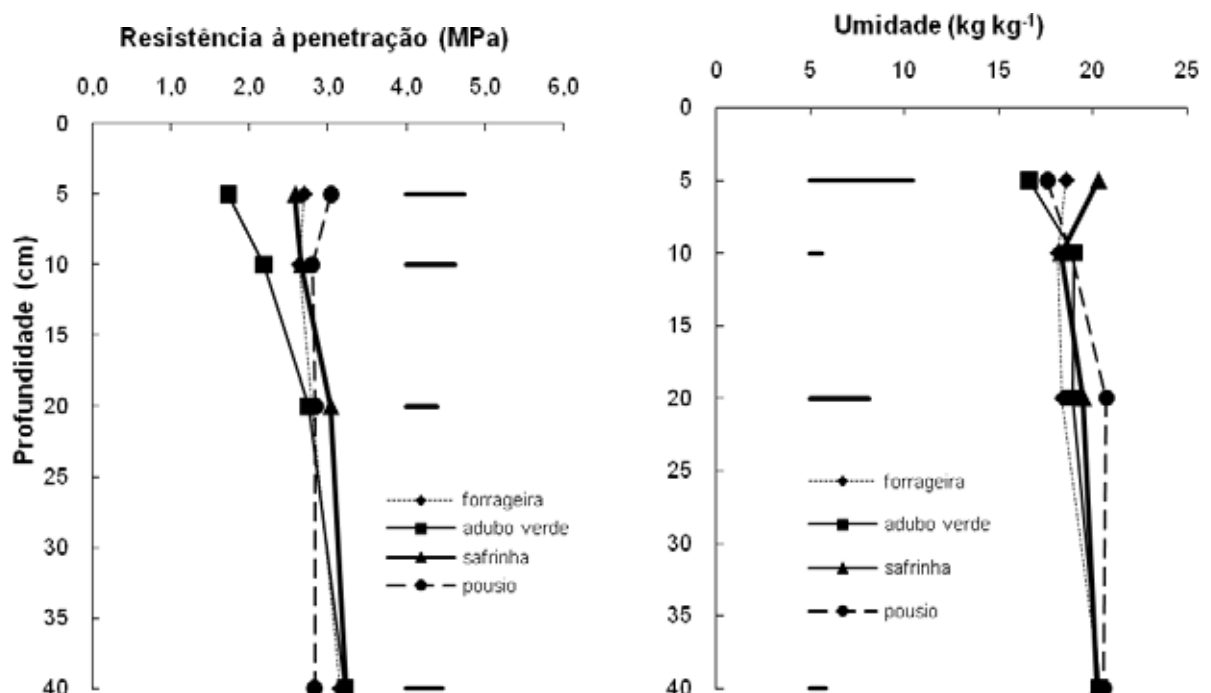 Resistência à penetração (MPa)
0,0 1,0 2,0 3,0 4,0 5,0 6,0
0
5
10
15
20
25
30
35
40
Profundidade (cm)
forrageira
adubo verde
safrinha
pousio
Umidade (kg kg⁻¹)
0 5 10 15 20 25
0
5
10
15
20
25
30
35
40
forrageira
adubo verde
safrinha
pousio